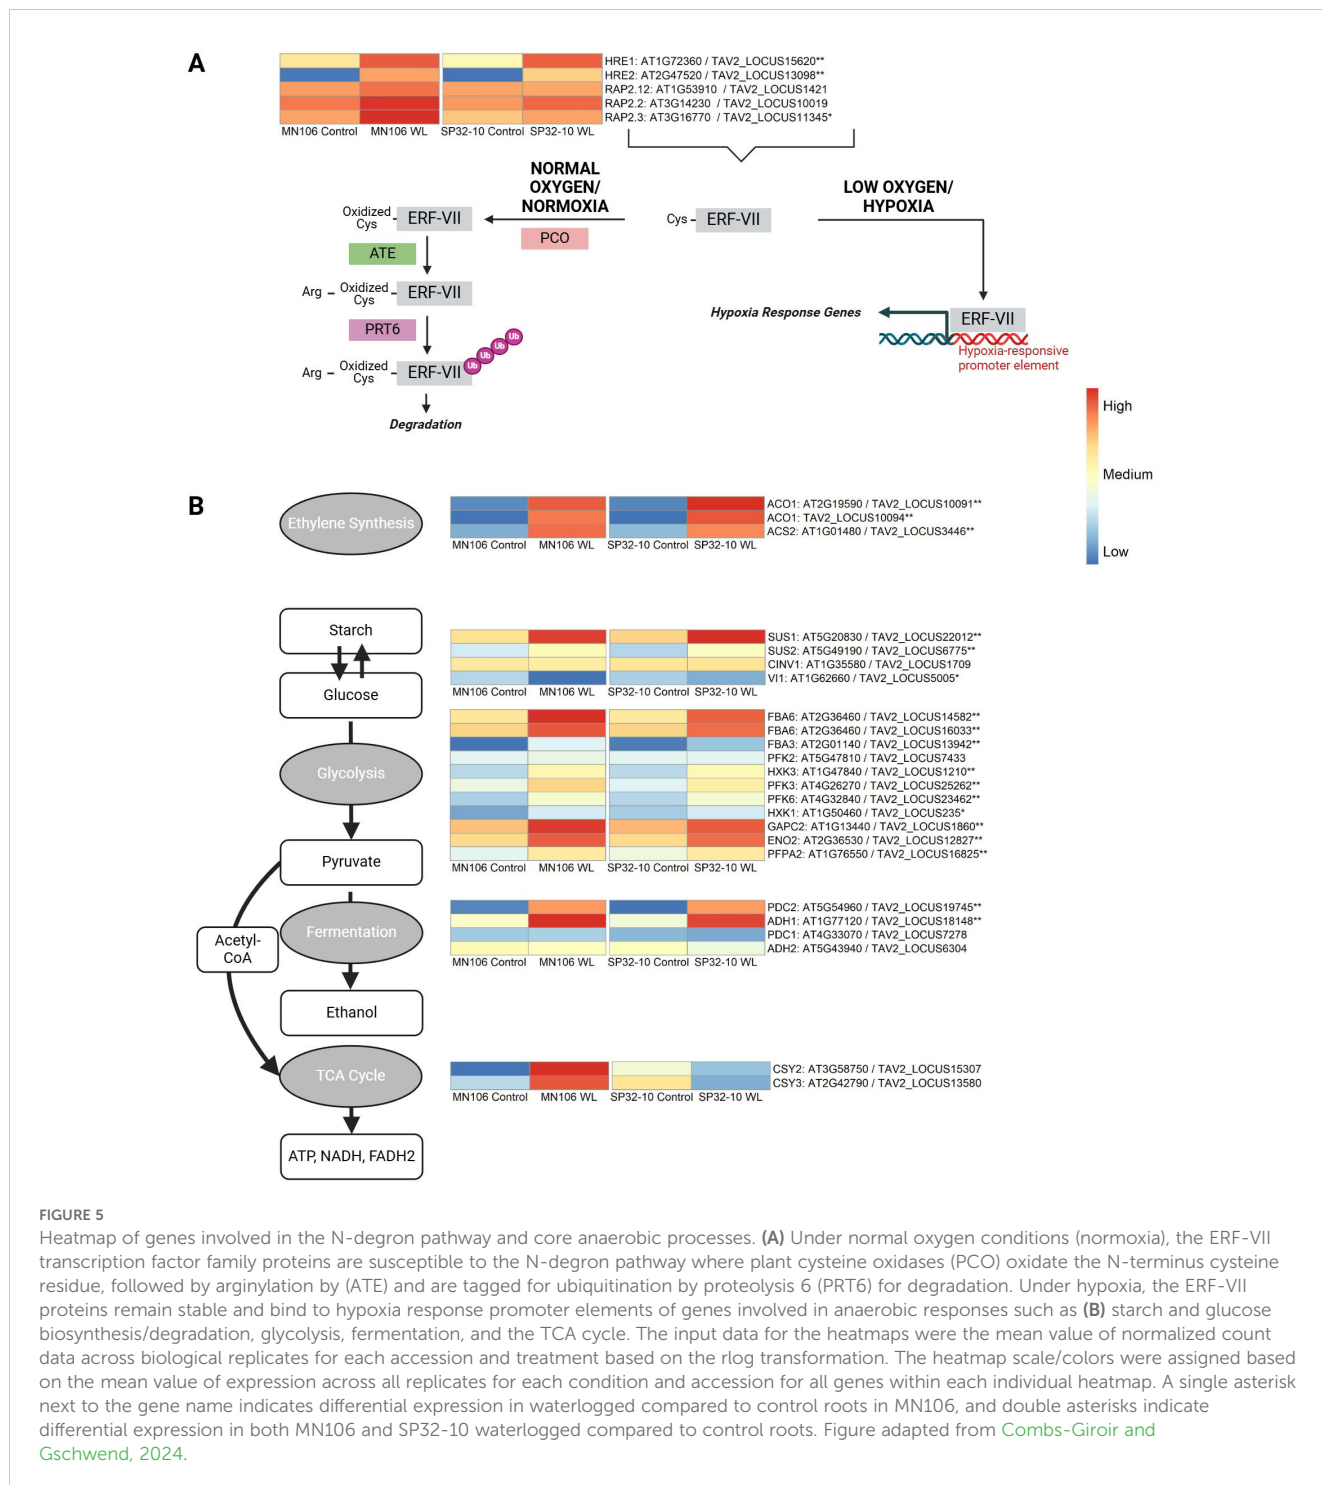 A
HRE1: AT1G72360 / TAV2_LOCUS15620**
HRE2: AT2G47520 / TAV2_LOCUS13098**
RAP2.12: AT1G53910 / TAV2_LOCUS1421
RAP2.2: AT3G14230 / TAV2_LOCUS10019
RAP2.3: AT3G16770 / TAV2_LOCUS11345*
MN106 Control MN106 WL SP32-10 Control SP32-10 WL
NORMAL
OXYGEN/
NORMOXIA
LOW OXYGEN/
HYPOXIA
Oxidized
Cys
ERF-VII
PCO
Cys
ERF-VII
ATE
Arg
Oxidized
Cys
ERF-VII
PRT6
Arg
Oxidized
Cys
ERF-VII
Ub
Ub
Ub
Ub
Degradation
Hypoxia Response Genes
ERF-VII
Hypoxia-responsive
promoter element
High
Medium
Low
B
Ethylene Synthesis
ACO1: AT2G19590 / TAV2_LOCUS10091**
ACO1: TAV2_LOCUS10094**
ACS2: AT1G01480 / TAV2_LOCUS3446**
MN106 Control MN106 WL SP32-10 Control SP32-10 WL
Starch
Glucose
SUS1: AT5G20830 / TAV2_LOCUS22012**
SUS2: AT5G49190 / TAV2_LOCUS6775**
CINV1: AT1G35580 / TAV2_LOCUS1709
VI1: AT1G62660 / TAV2_LOCUS5005*
MN106 Control MN106 WL SP32-10 Control SP32-10 WL
Glycolysis
FBA6: AT2G36460 / TAV2_LOCUS14582**
FBA6: AT2G36460 / TAV2_LOCUS16033**
FBA3: AT2G01140 / TAV2_LOCUS13942**
PFK2: AT5G47810 / TAV2_LOCUS7433
HXK3: AT1G47840 / TAV2_LOCUS1210**
PFK3: AT4G26270 / TAV2_LOCUS25262**
PFK6: AT4G32840 / TAV2_LOCUS23462**
HXK1: AT1G50460 / TAV2_LOCUS235*
GAPC2: AT1G13440 / TAV2_LOCUS1860**
ENO2: AT2G36530 / TAV2_LOCUS12827**
PFPA2: AT1G76550 / TAV2_LOCUS16825**
MN106 Control MN106 WL SP32-10 Control SP32-10 WL
Pyruvate
Fermentation
PDC2: AT5G54960 / TAV2_LOCUS19745**
ADH1: AT1G77120 / TAV2_LOCUS18148**
PDC1: AT4G33070 / TAV2_LOCUS7278
ADH2: AT5G43940 / TAV2_LOCUS6304
MN106 Control MN106 WL SP32-10 Control SP32-10 WL
Acetyl-
CoA
Ethanol
TCA Cycle
CSY2: AT3G58750 / TAV2_LOCUS15307
CSY3: AT2G42790 / TAV2_LOCUS13580
MN106 Control MN106 WL SP32-10 Control SP32-10 WL
ATP, NADH, FADH2
FIGURE 5
Heatmap of genes involved in the N-degron pathway and core anaerobic processes. (A) Under normal oxygen conditions (normoxia), the ERF-VII
transcription factor family proteins are susceptible to the N-degron pathway where plant cysteine oxidases (PCO) oxidate the N-terminus cysteine
residue, followed by arginylation by (ATE) and are tagged for ubiquitination by proteolysis 6 (PRT6) for degradation. Under hypoxia, the ERF-VII
proteins remain stable and bind to hypoxia response promoter elements of genes involved in anaerobic responses such as (B) starch and glucose
biosynthesis/degradation, glycolysis, fermentation, and the TCA cycle. The input data for the heatmaps were the mean value of normalized count
data across biological replicates for each accession and treatment based on the rlog transformation. The heatmap scale/colors were assigned based
on the mean value of expression across all replicates for each condition and accession for all genes within each individual heatmap. A single asterisk
next to the gene name indicates differential expression in waterlogged compared to control roots in MN106, and double asterisks indicate
differential expression in both MN106 and SP32-10 waterlogged compared to control roots. Figure adapted from Combs-Giroir and
Gschwend, 2024.